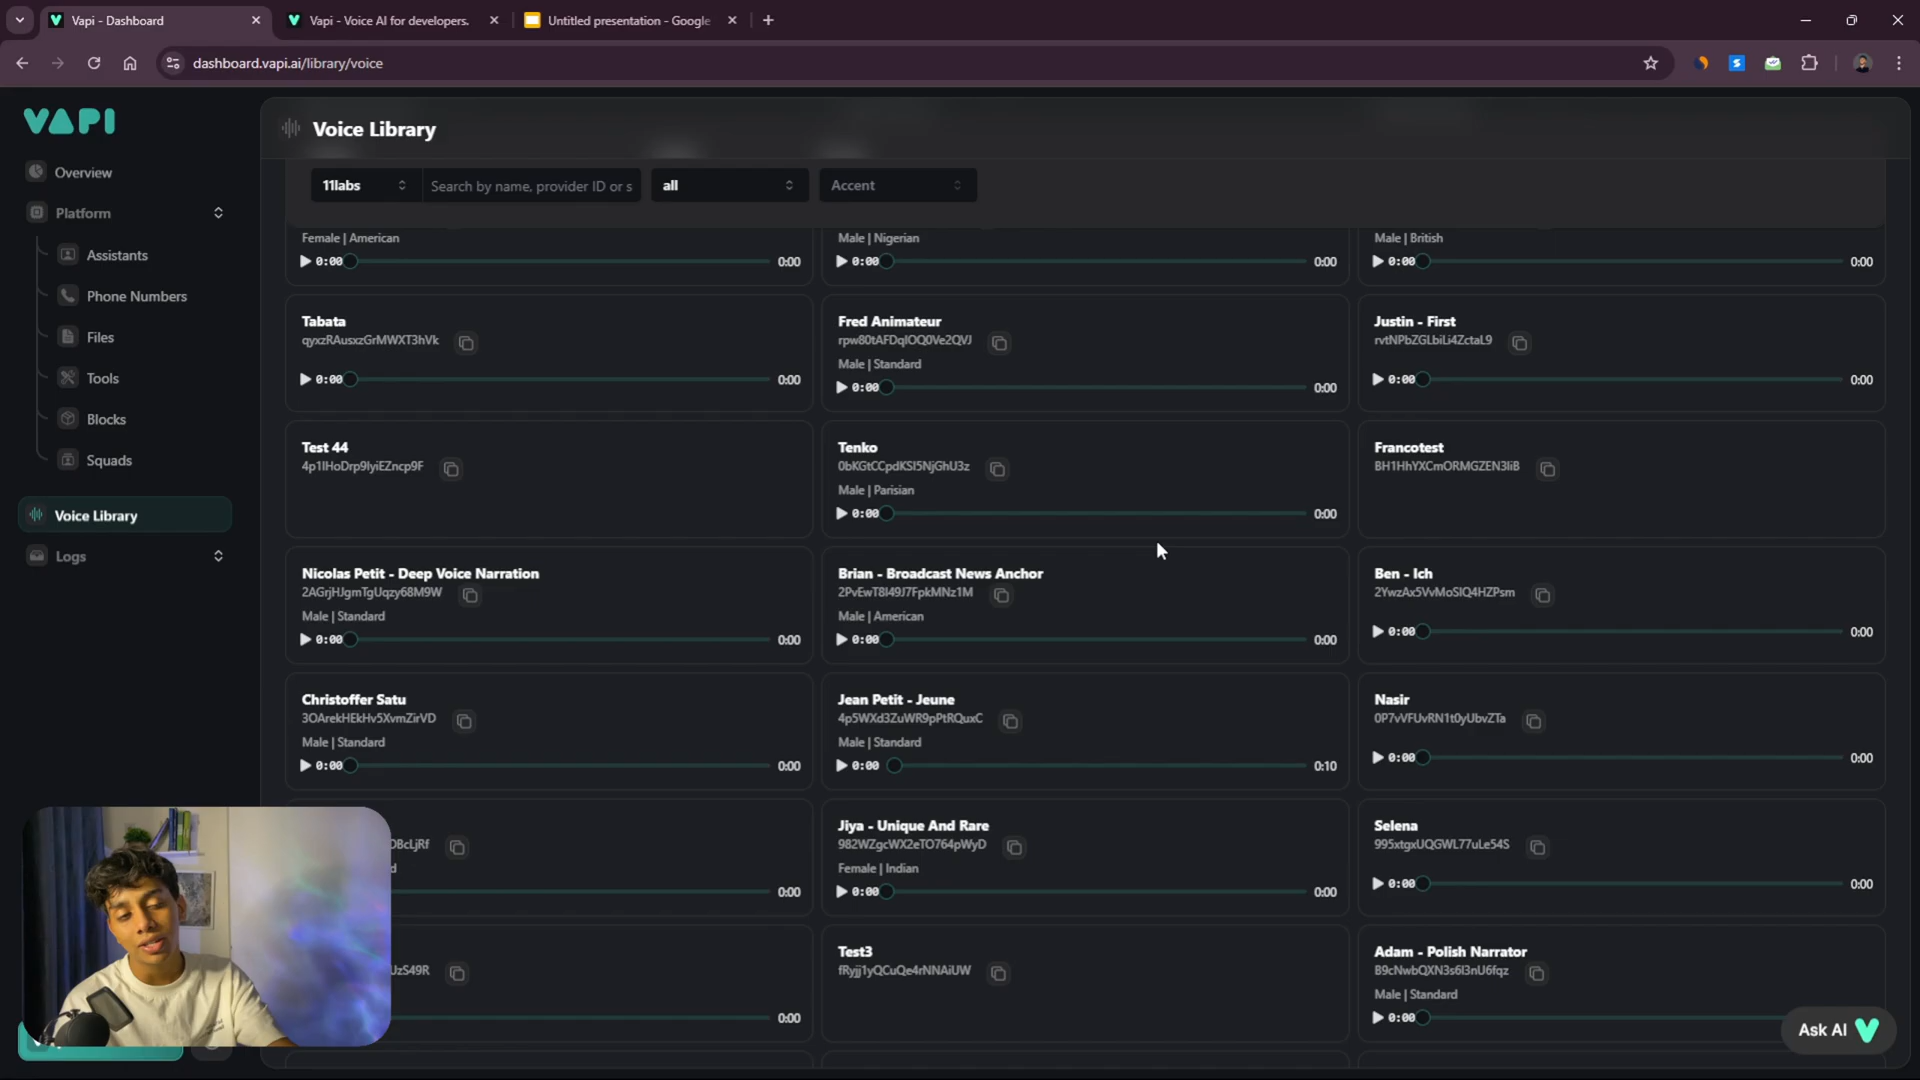 Vapi - Dashboard
Vapi - Voice AI for developers.
Untitled presentation - Google
dashboard.vapi.ai/library/voice
VAPI
Overview
Platform
Assistants
Phone Numbers
Files
Tools
Blocks
Squads
Voice Library
Logs
Voice Library
11labs
Search by name, provider ID or s
all
Accent
Female | American
0:00
0:00
Male | Nigerian
0:00
0:00
Male | British
0:00
0:00
Tabata
qyxzRAusxzGrMWXT3hVk
0:00
0:00
Fred Animateur
rpw80tAFDqIOQ0Ve2QVJ
Male | Standard
0:00
0:00
Justin - First
rvtNPbZGLbiLi4ZctaL9
0:00
0:00
Test 44
4p1IHoDrp9lyiEZncp9F
Tenko
0bKGtCCpdKSI5NjGhU3z
Male | Parisian
0:00
0:00
Francotest
BH1HhYXCmORMGZEN3liB
Nicolas Petit - Deep Voice Narration
2AGrjHJgmTgUqzy68M9W
Male | Standard
0:00
0:00
Brian - Broadcast News Anchor
2PvEwT8I49J7FpkMNz1M
Male | American
0:00
0:00
Ben - Ich
2YwzAx5VvMoSlQ4HZPsm
0:00
0:00
Christoffer Satu
3OArekHEkHv5XvmZirVD
Male | Standard
0:00
0:00
Jean Petit - Jeune
4p5WXd3ZuWR9pPtRQuxC
Male | Standard
0:00
0:10
Nasir
0P7vVFUvRN1t0yUbvZTa
0:00
0:00
DBcLjRf
d
0:00
Jiya - Unique And Rare
982WZgcWX2eTO764pWyD
Female | Indian
0:00
0:00
Selena
995xtgxUQGWL77uLe54S
0:00
0:00
UzS49R
0:00
Test3
fRyjj1yQCuQe4rNNAiUW
Adam - Polish Narrator
B9cNwbQXN3s6I3nU6fqz
Male | Standard
0:00
Ask AI